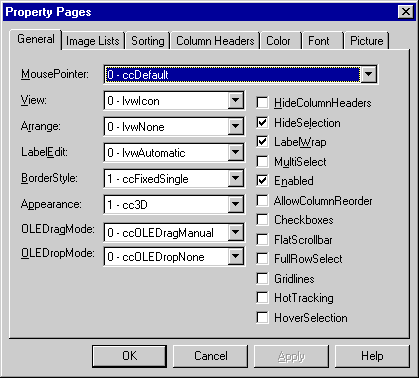 Property Pages
General Image Lists Sorting Column Headers Color Font Picture
MousePointer: 0 - ccDefault
View: 0 - lvwIcon
Arrange: 0 - lvwNone
LabelEdit: 0 - lvwAutomatic
BorderStyle: 1 - ccFixedSingle
Appearance: 1 - cc3D
OLEDragMode: 0 - ccOLEDragManual
OLEDropMode: 0 - ccOLEDropNone
HideColumnHeaders
HideSelection
LabelWrap
MultiSelect
Enabled
AllowColumnReorder
Checkboxes
FlatScrollbar
FullRowSelect
Gridlines
HotTracking
HoverSelection
OK Cancel Apply Help